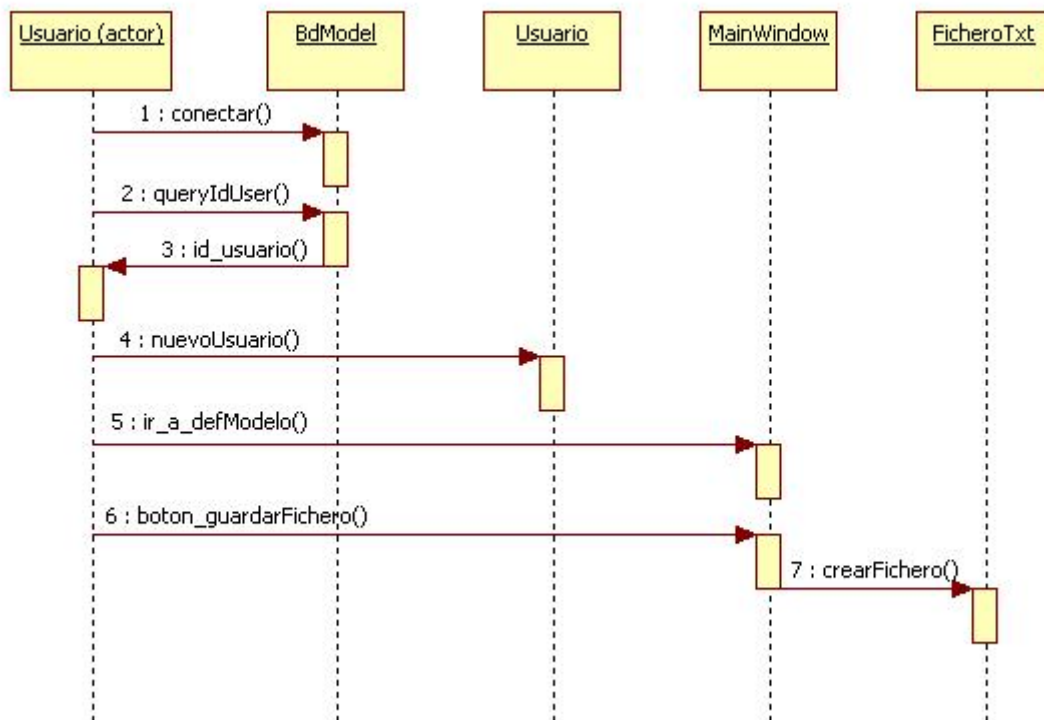 Usuario (actor)
BdModel
Usuario
MainWindow
FicheroTxt
1 : conectar()
2 : queryIdUser()
3 : id_usuario()
4 : nuevoUsuario()
5 : ir_a_defModelo()
6 : boton_guardarFichero()
7 : crearFichero()